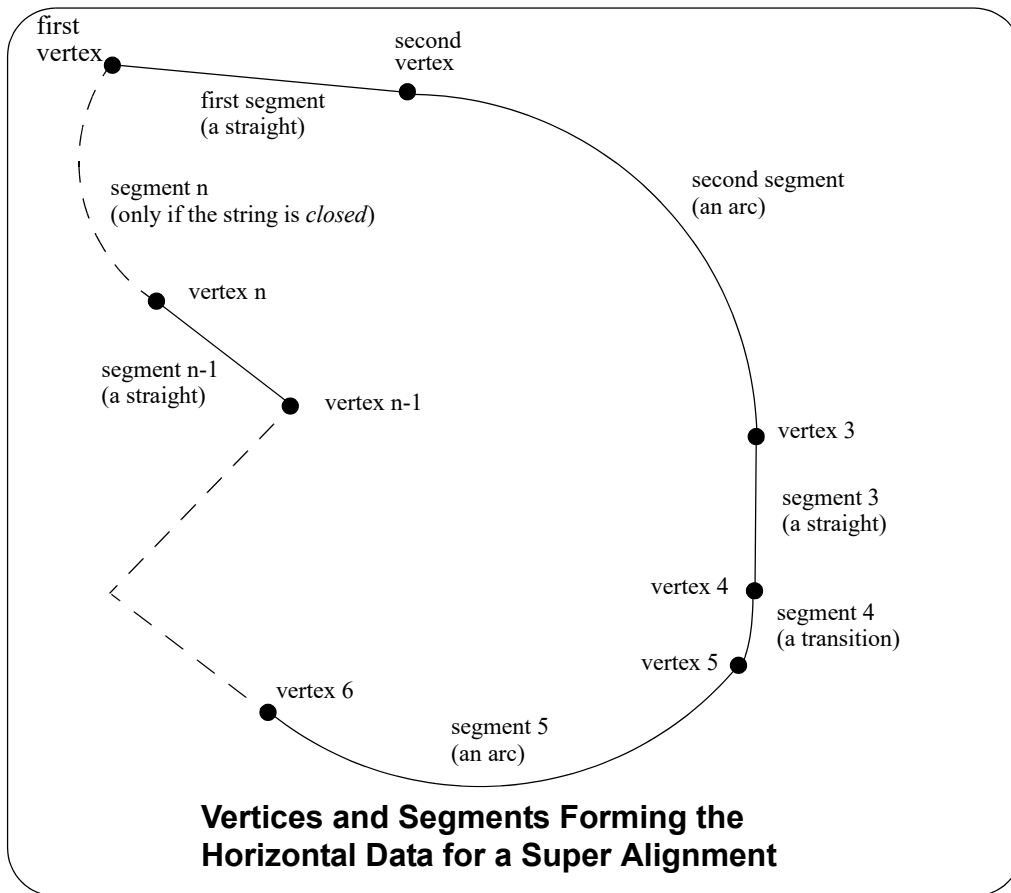 first
vertex
second
vertex
first segment
(a straight)
second segment
(an arc)
segment n
(only if the string is closed)
vertex n
segment n-1
(a straight)
vertex n-1
vertex 3
segment 3
(a straight)
vertex 4
segment 4
(a transition)
vertex 5
vertex 6
segment 5
(an arc)
Vertices and Segments Forming the
Horizontal Data for a Super Alignment